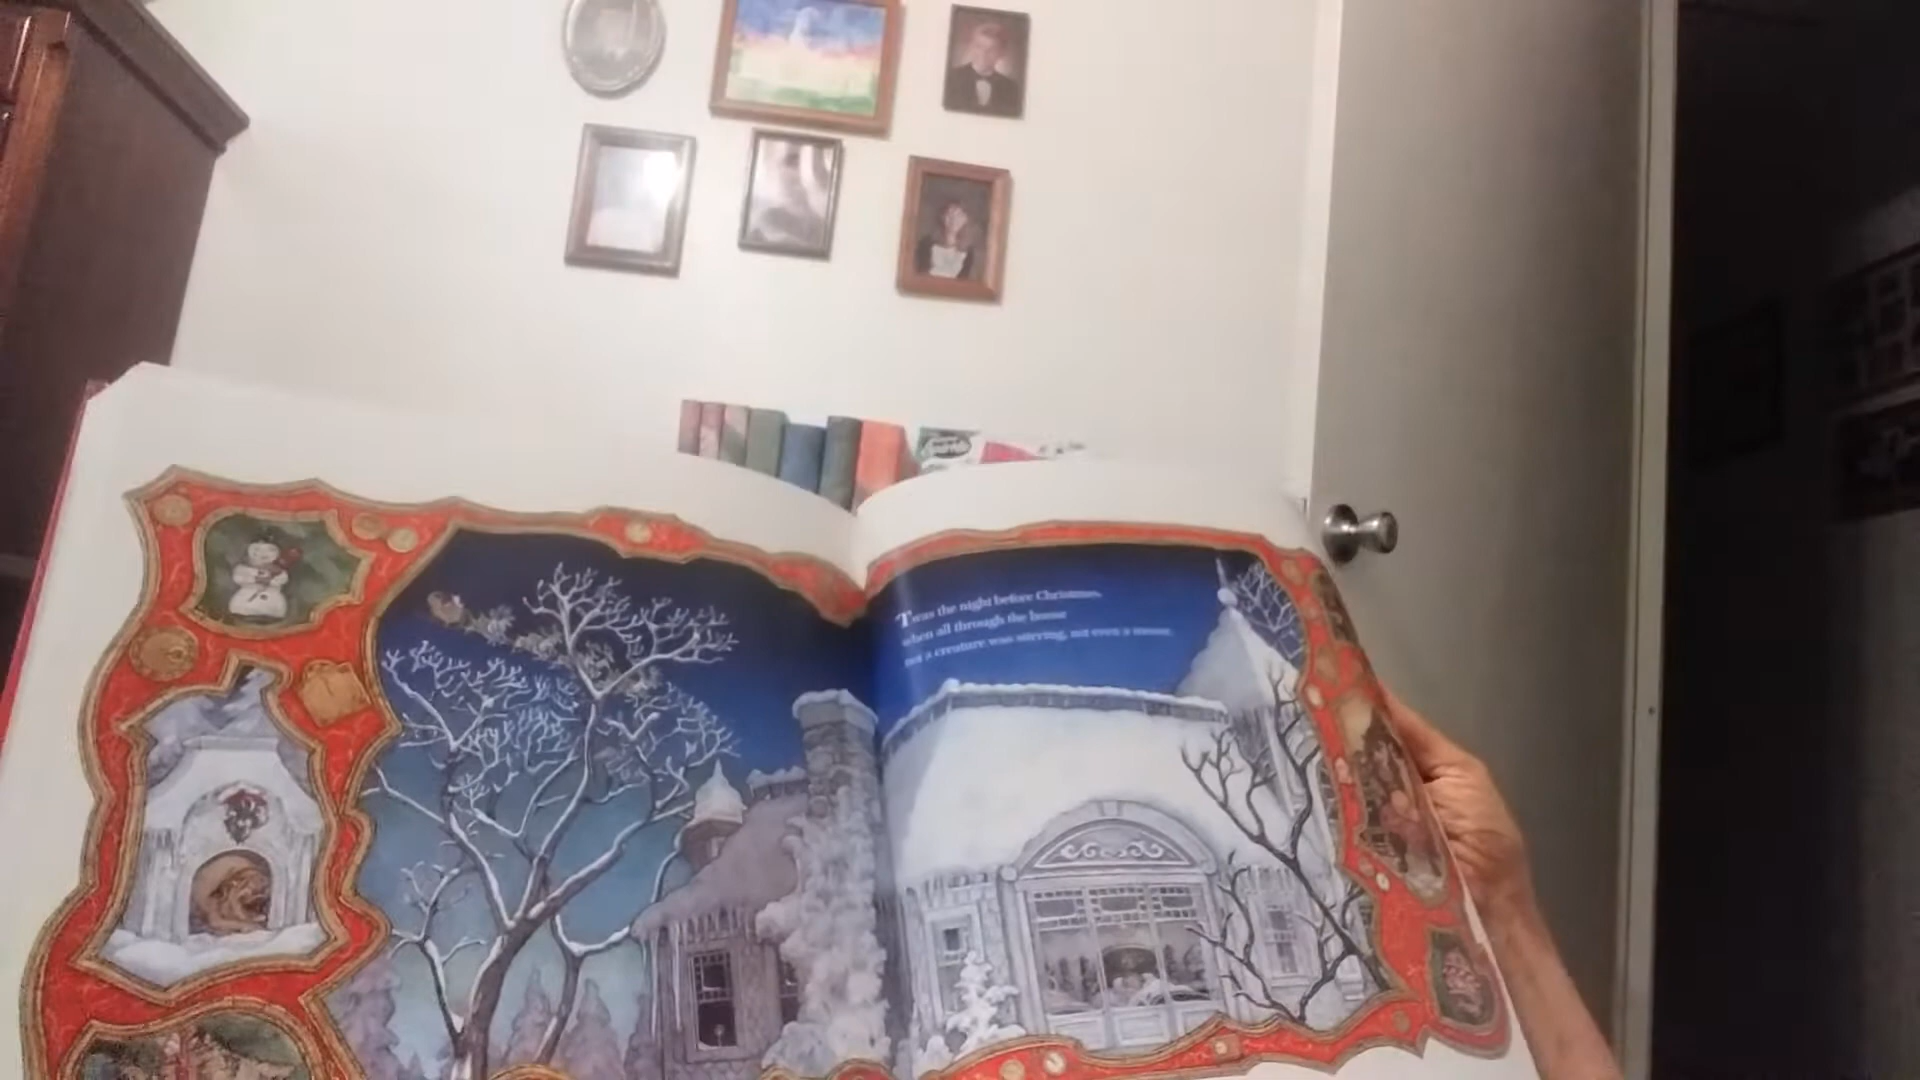 Twas the night before Christmas,
when all through the house
not a creature was stirring, not even a mouse.